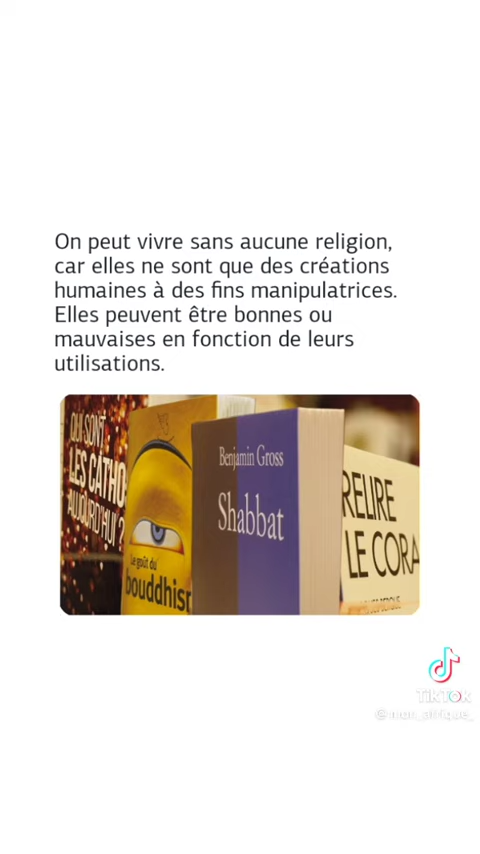 On peut vivre sans aucune religion,
car elles ne sont que des créations
humaines à des fins manipulatrices.
Elles peuvent être bonnes ou
mauvaises en fonction de leurs
utilisations.
QUI SONT
LES CATHO
AUJOURD'HUI ?
Le goût du
bouddhisr
Benjamin Gross
Shabbat
RELIRE
LE CORA
TikTok